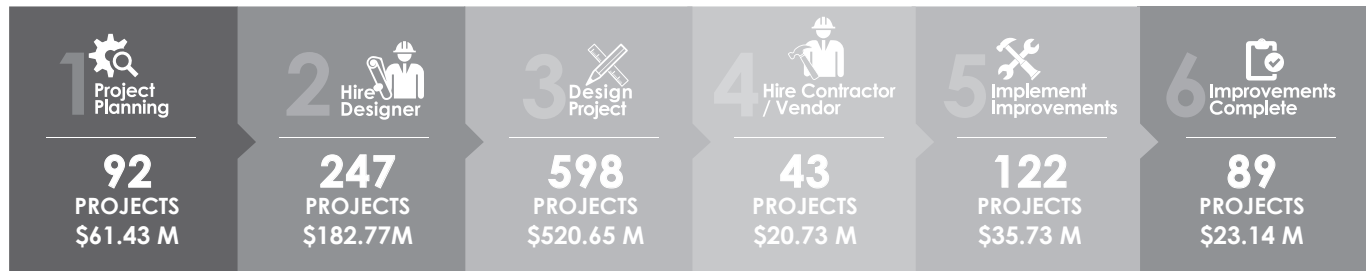 1
Project
Planning
92
PROJECTS
$61.43 M
2
Hire
Designer
247
PROJECTS
$182.77M
3
Design
Project
598
PROJECTS
$520.65 M
4
Hire Contractor
/ Vendor
43
PROJECTS
$20.73 M
5
Implement
Improvements
122
PROJECTS
$35.73 M
6
Improvements
Complete
89
PROJECTS
$23.14 M